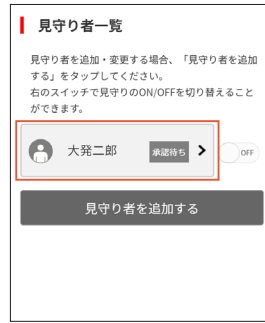 見守り者一覧
見守り者を追加・変更する場合、「見守り者を追加
する」をタップしてください。
右のスイッチで見守りのON/OFFを切り替えること
ができます。
大発二郎 承認待ち OFF
見守り者を追加する